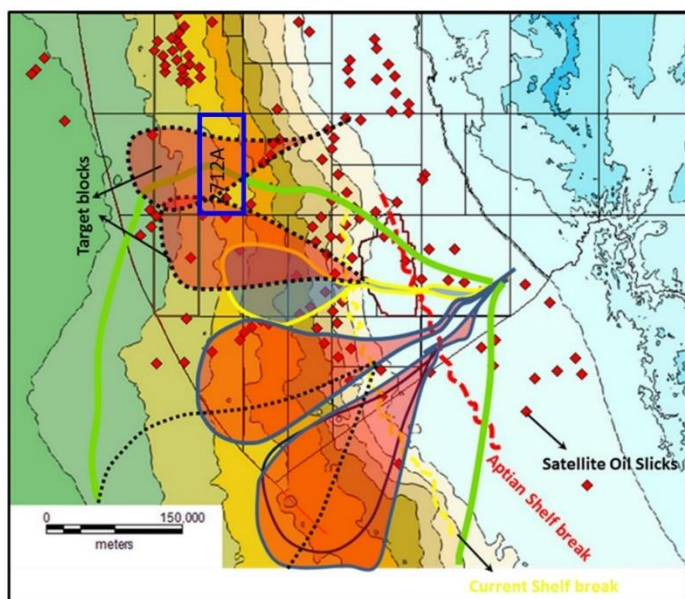 Target blocks
2712A
Satellite Oil Slicks
Aptian Shelf break
0 150,000
meters
Current Shelf break